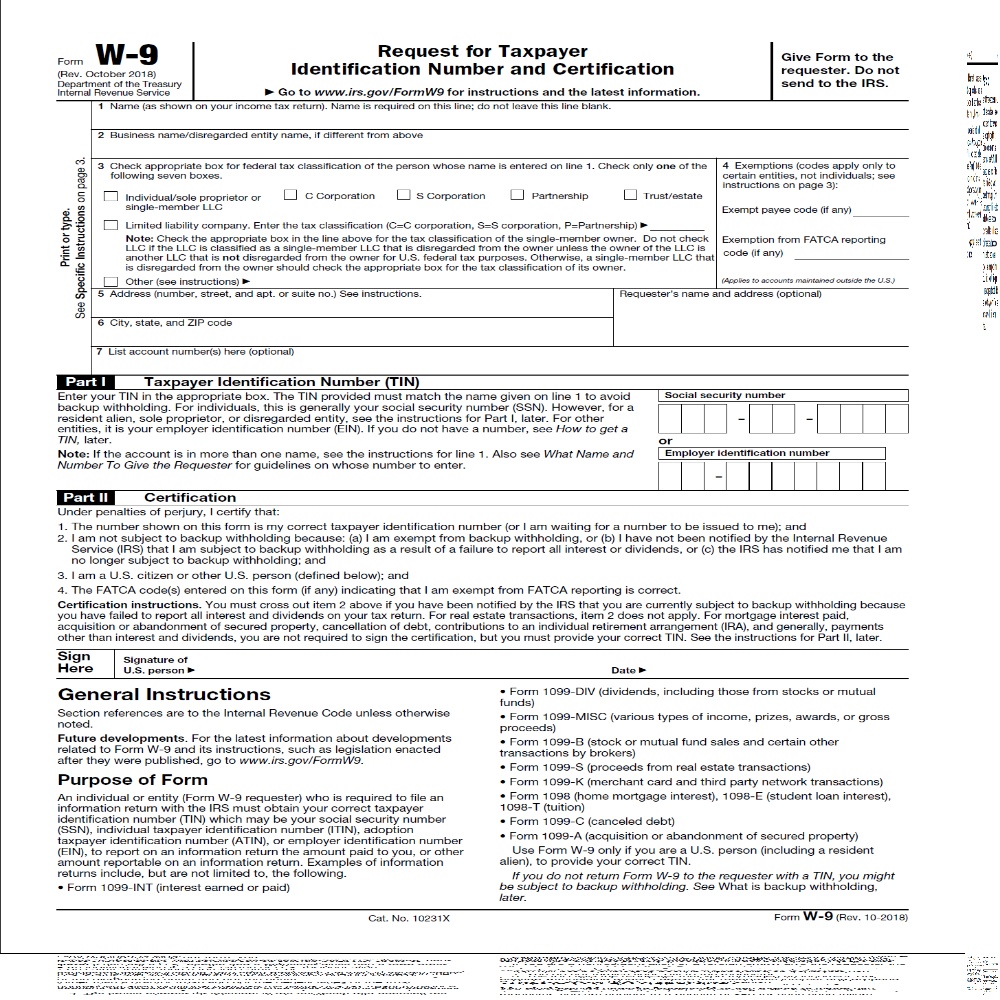 Form W-9
(Rev. October 2018)
Department of the Treasury
Internal Revenue Service
Request for Taxpayer
Identification Number and Certification
► Go to www.irs.gov/FormW9 for instructions and the latest information.
Give Form to the
requester. Do not
send to the IRS.
Print or type.
See Specific Instructions on page 3.
1 Name (as shown on your income tax return). Name is required on this line; do not leave this line blank.
2 Business name/disregarded entity name, if different from above
3 Check appropriate box for federal tax classification of the person whose name is entered on line 1. Check only one of the
following seven boxes.
Individual/sole proprietor or
single-member LLC
C Corporation
S Corporation
Partnership
Trust/estate
Limited liability company. Enter the tax classification (C=C corporation, S=S corporation, P=Partnership) ►
Note: Check the appropriate box in the line above for the tax classification of the single-member owner. Do not check
LLC if the LLC is classified as a single-member LLC that is disregarded from the owner unless the owner of the LLC is
another LLC that is not disregarded from the owner for U.S. federal tax purposes. Otherwise, a single-member LLC that
is disregarded from the owner should check the appropriate box for the tax classification of its owner.
Other (see instructions) ►
4 Exemptions (codes apply only to
certain entities, not individuals; see
instructions on page 3):
Exempt payee code (if any)
Exemption from FATCA reporting
code (if any)
(Applies to accounts maintained outside the U.S.)
5 Address (number, street, and apt. or suite no.) See instructions.
Requester's name and address (optional)
6 City, state, and ZIP code
7 List account number(s) here (optional)
Part I Taxpayer Identification Number (TIN)
Enter your TIN in the appropriate box. The TIN provided must match the name given on line 1 to avoid
backup withholding. For individuals, this is generally your social security number (SSN). However, for a
resident alien, sole proprietor, or disregarded entity, see the instructions for Part I, later. For other
entities, it is your employer identification number (EIN). If you do not have a number, see How to get a
TIN, later.
Note: If the account is in more than one name, see the instructions for line 1. Also see What Name and
Number To Give the Requester for guidelines on whose number to enter.
Social security number
– –
or
Employer identification number
–
Part II Certification
Under penalties of perjury, I certify that:
1. The number shown on this form is my correct taxpayer identification number (or I am waiting for a number to be issued to me); and
2. I am not subject to backup withholding because: (a) I am exempt from backup withholding, or (b) I have not been notified by the Internal Revenue
Service (IRS) that I am subject to backup withholding as a result of a failure to report all interest or dividends, or (c) the IRS has notified me that I am
no longer subject to backup withholding; and
3. I am a U.S. citizen or other U.S. person (defined below); and
4. The FATCA code(s) entered on this form (if any) indicating that I am exempt from FATCA reporting is correct.
Certification instructions. You must cross out item 2 above if you have been notified by the IRS that you are currently subject to backup withholding because
you have failed to report all interest and dividends on your tax return. For real estate transactions, item 2 does not apply. For mortgage interest paid,
acquisition or abandonment of secured property, cancellation of debt, contributions to an individual retirement arrangement (IRA), and generally, payments
other than interest and dividends, you are not required to sign the certification, but you must provide your correct TIN. See the instructions for Part II, later.
Sign
Here
Signature of
U.S. person ►
Date ►
General Instructions
Section references are to the Internal Revenue Code unless otherwise
noted.
Future developments. For the latest information about developments
related to Form W-9 and its instructions, such as legislation enacted
after they were published, go to www.irs.gov/FormW9.
Purpose of Form
An individual or entity (Form W-9 requester) who is required to file an
information return with the IRS must obtain your correct taxpayer
identification number (TIN) which may be your social security number
(SSN), individual taxpayer identification number (ITIN), adoption
taxpayer identification number (ATIN), or employer identification number
(EIN), to report on an information return the amount paid to you, or other
amount reportable on an information return. Examples of information
returns include, but are not limited to, the following.
• Form 1099-INT (interest earned or paid)
• Form 1099-DIV (dividends, including those from stocks or mutual
funds)
• Form 1099-MISC (various types of income, prizes, awards, or gross
proceeds)
• Form 1099-B (stock or mutual fund sales and certain other
transactions by brokers)
• Form 1099-S (proceeds from real estate transactions)
• Form 1099-K (merchant card and third party network transactions)
• Form 1098 (home mortgage interest), 1098-E (student loan interest),
1098-T (tuition)
• Form 1099-C (canceled debt)
• Form 1099-A (acquisition or abandonment of secured property)
Use Form W-9 only if you are a U.S. person (including a resident
alien), to provide your correct TIN.
If you do not return Form W-9 to the requester with a TIN, you might
be subject to backup withholding. See What is backup withholding,
later.
Cat. No. 10231X
Form W-9 (Rev. 10-2018)